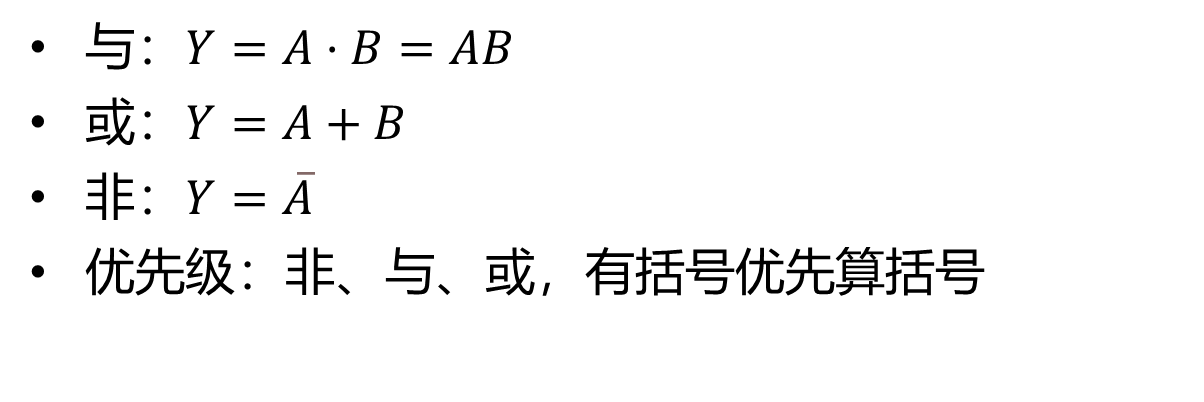 • 与：Y = A · B = AB
• 或：Y = A + B
• 非：Y = A̅
• 优先级：非、与、或，有括号优先算括号